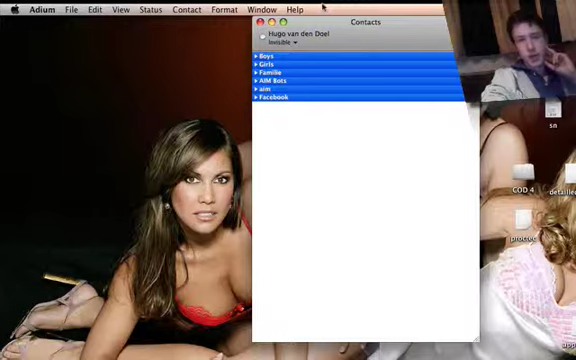 Adium File Edit View Status Contact Format Window Help
Contacts
Hugo van den Doel
Invisible
Boys
Girls
Familie
AIM Bots
aim
Facebook
sn
COD 4